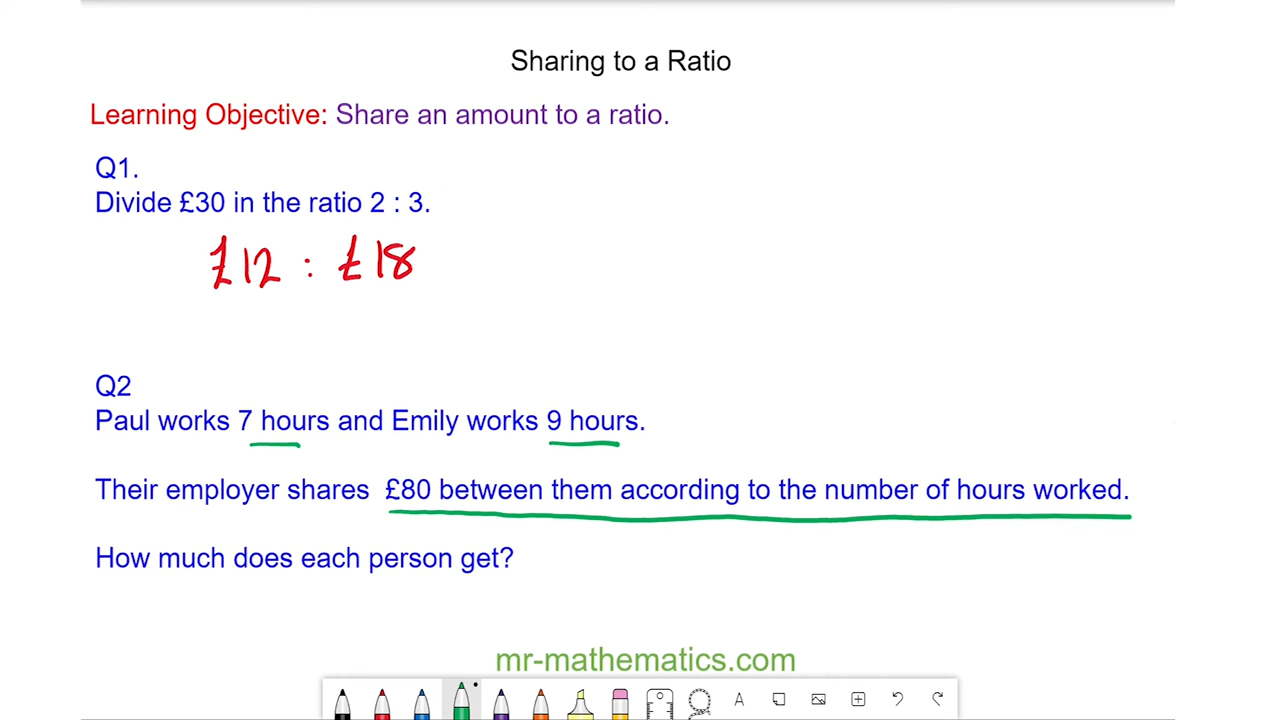 Sharing to a Ratio
Learning Objective: Share an amount to a ratio.
Q1.
Divide £30 in the ratio 2 : 3.
£12 : £18
Q2
Paul works 7 hours and Emily works 9 hours.
Their employer shares £80 between them according to the number of hours worked.
How much does each person get?
mr-mathematics.com
A